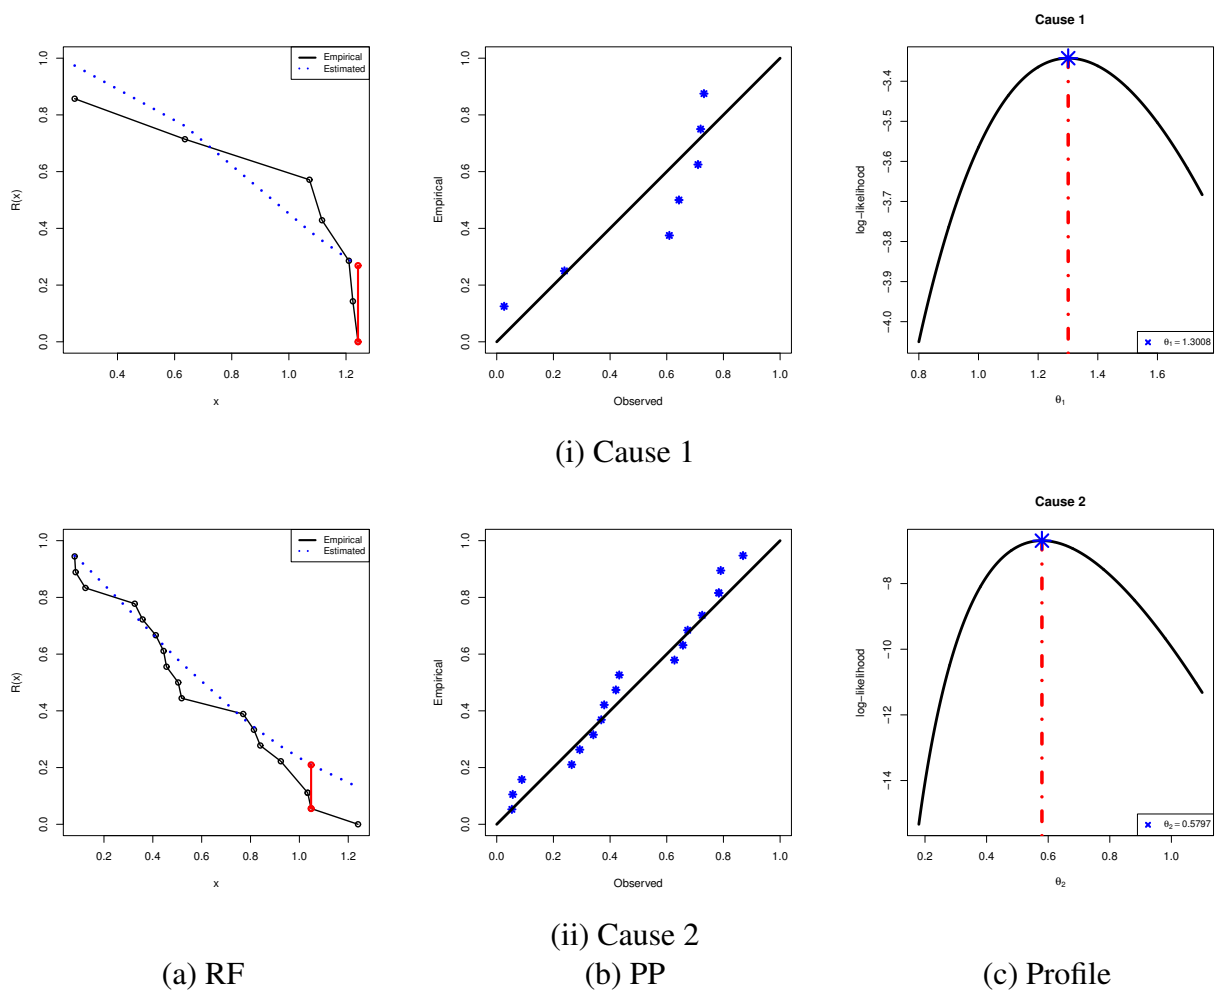 Cause 1
Empirical
Estimated
R(x)
0.0 0.2 0.4 0.6 0.8 1.0
0.4 0.6 0.8 1.0 1.2
x
Empirical
0.0 0.2 0.4 0.6 0.8 1.0
0.0 0.2 0.4 0.6 0.8 1.0
Observed
log−likelihood
−4.0 −3.9 −3.8 −3.7 −3.6 −3.5 −3.4
0.8 1.0 1.2 1.4 1.6
θ₁
θ₁ = 1.3008
(i) Cause 1
Cause 2
Empirical
Estimated
R(x)
0.0 0.2 0.4 0.6 0.8 1.0
0.2 0.4 0.6 0.8 1.0 1.2
x
Empirical
0.0 0.2 0.4 0.6 0.8 1.0
0.0 0.2 0.4 0.6 0.8 1.0
Observed
log−likelihood
−14 −12 −10 −8
0.2 0.4 0.6 0.8 1.0
θ₂
θ₂ = 0.5797
(ii) Cause 2
(a) RF (b) PP (c) Profile